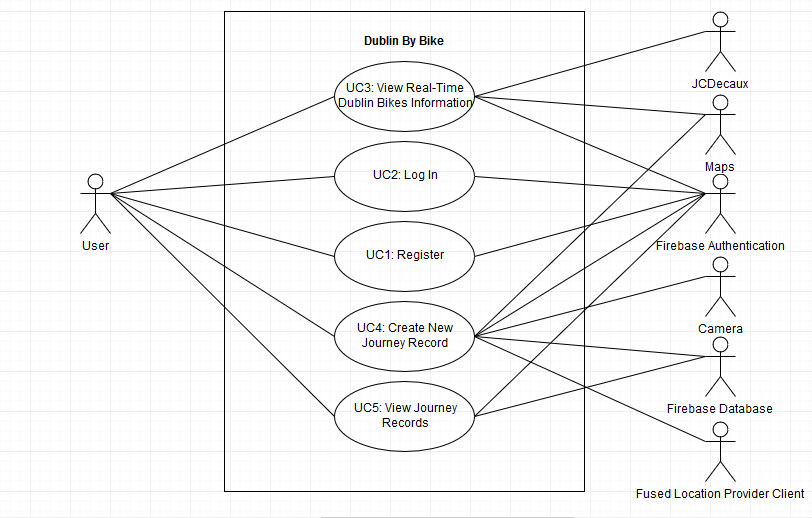 Dublin By Bike
UC3: View Real-Time
Dublin Bikes Information
UC2: Log In
UC1: Register
UC4: Create New
Journey Record
UC5: View Journey
Records
User
JCDecaux
Maps
Firebase Authentication
Camera
Firebase Database
Fused Location Provider Client